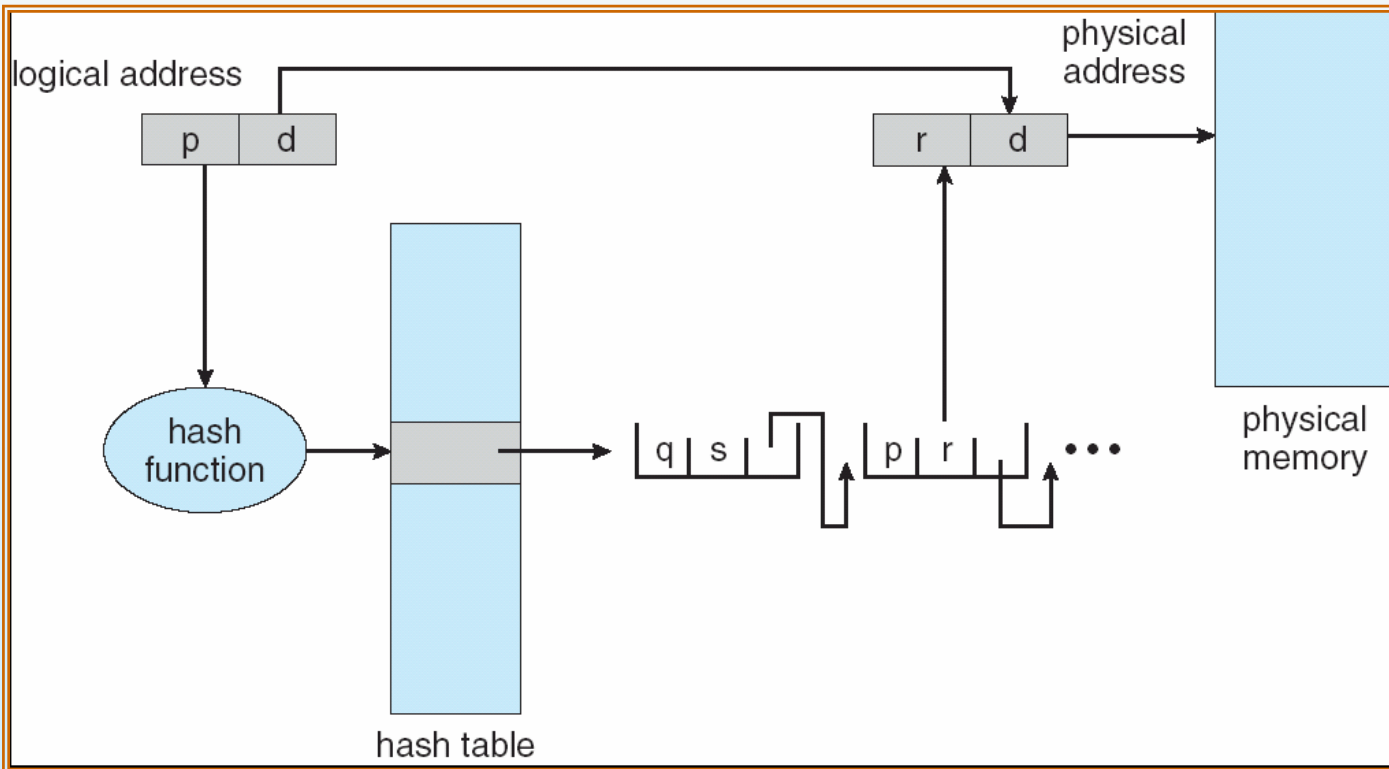 logical address
physical
address
p d
r d
hash
function
q s
p r
•••
physical
memory
hash table